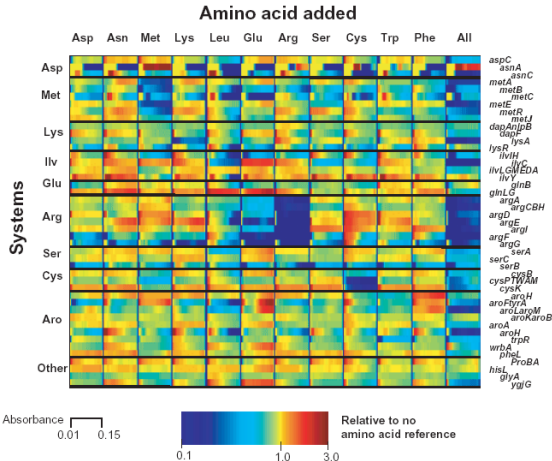 Amino acid added
Asp Asn Met Lys Leu Glu Arg Ser Cys Trp Phe All
Systems
Asp
Met
Lys
Ilv
Glu
Arg
Ser
Cys
Aro
Other
aspC
asnA
asnC
metA
metB
metC
metE
metR
metJ
dapAnlpB
dapF
lysA
lysR
ilvIH
ilvC
ilvLGMEDA
ilvY
glnB
glnLG
argA
argCBH
argD
argE
argI
argF
argG
serA
serC
serB
cysB
cysPTWAM
cysK
aroH
aroFtyrA
aroLaroM
aroKaroB
aroA
aroH
trpR
wrbA
pheL
ProBA
hisL
glyA
ygjG
Absorbance
0.01 0.15
0.1 1.0 3.0
Relative to no
amino acid reference